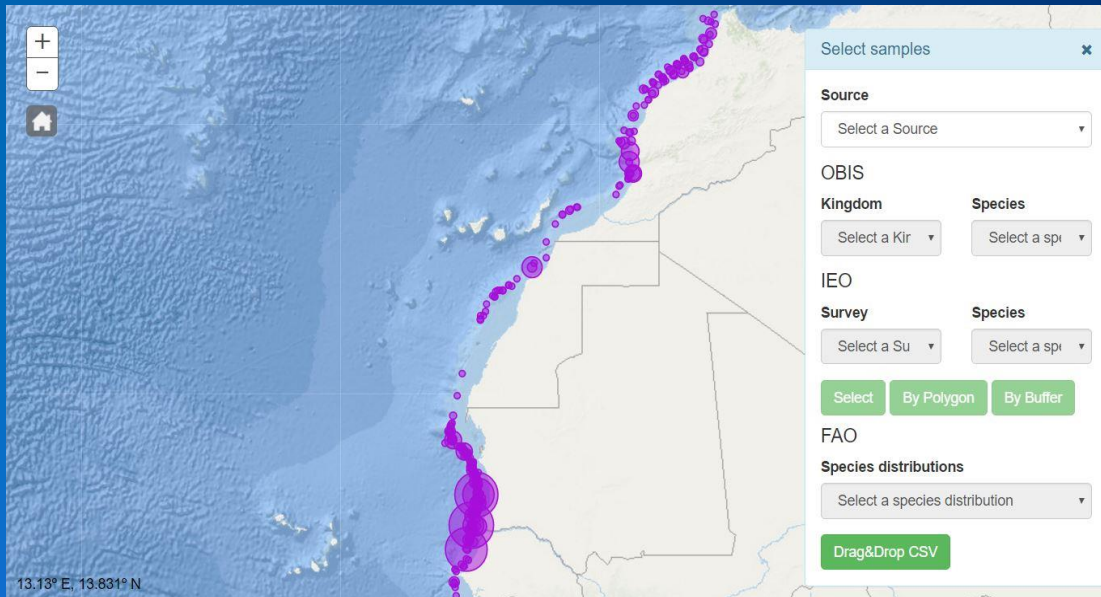 +
−
Select samples ×
Source
Select a Source
OBIS
Kingdom Species
Select a Kir Select a spe
IEO
Survey Species
Select a Su Select a spe
Select By Polygon By Buffer
FAO
Species distributions
Select a species distribution
Drag&Drop CSV
13.13º E, 13.831º N